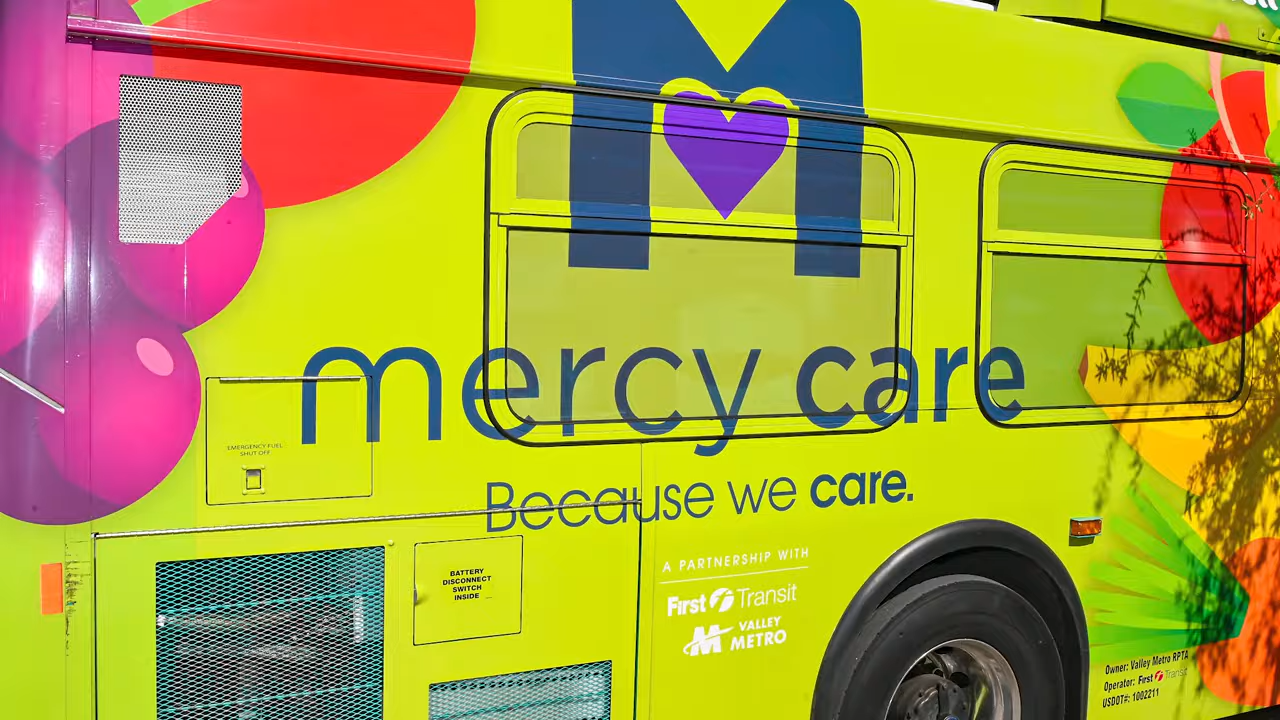 M
mercy care
Because we care.
EMERGENCY FUEL
SHUT OFF
BATTERY
DISCONNECT
SWITCH
INSIDE
A PARTNERSHIP WITH
First Transit
VALLEY
METRO
Owner: Valley Metro RPTA
Operator: First Transit
USDOT#: 1002211